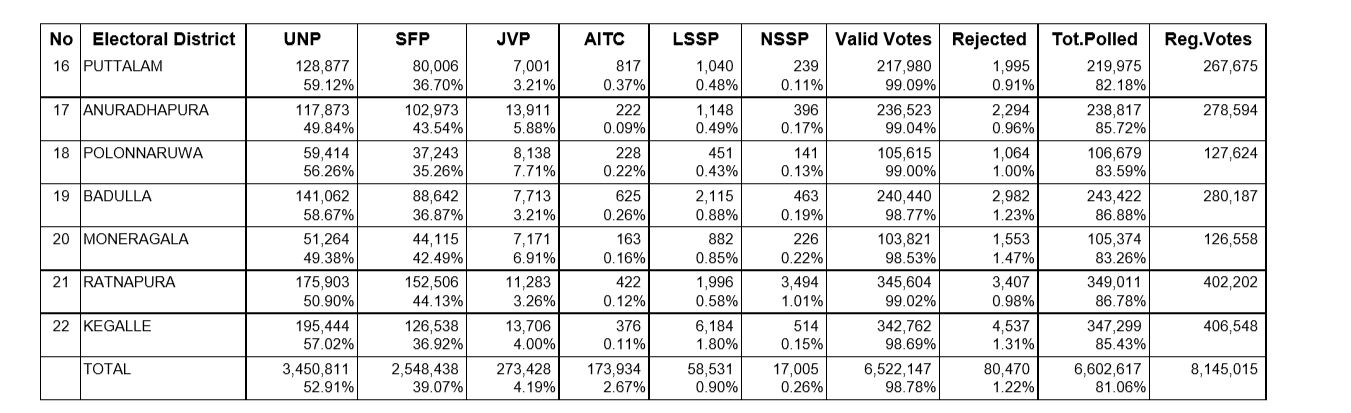 No Electoral District UNP SFP JVP AITC LSSP NSSP Valid Votes Rejected Tot.Polled Reg.Votes
16 PUTTALAM 128,877 80,006 7,001 817 1,040 239 217,980 1,995 219,975 267,675
59.12% 36.70% 3.21% 0.37% 0.48% 0.11% 99.09% 0.91% 82.18%
17 ANURADHAPURA 117,873 102,973 13,911 222 1,148 396 236,523 2,294 238,817 278,594
49.84% 43.54% 5.88% 0.09% 0.49% 0.17% 99.04% 0.96% 85.72%
18 POLONNARUWA 59,414 37,243 8,138 228 451 141 105,615 1,064 106,679 127,624
56.26% 35.26% 7.71% 0.22% 0.43% 0.13% 99.00% 1.00% 83.59%
19 BADULLA 141,062 88,642 7,713 625 2,115 463 240,440 2,982 243,422 280,187
58.67% 36.87% 3.21% 0.26% 0.88% 0.19% 98.77% 1.23% 86.88%
20 MONERAGALA 51,264 44,115 7,171 163 882 226 103,821 1,553 105,374 126,558
49.38% 42.49% 6.91% 0.16% 0.85% 0.22% 98.53% 1.47% 83.26%
21 RATNAPURA 175,903 152,506 11,283 422 1,996 3,494 345,604 3,407 349,011 402,202
50.90% 44.13% 3.26% 0.12% 0.58% 1.01% 99.02% 0.98% 86.78%
22 KEGALLE 195,444 126,538 13,706 376 6,184 514 342,762 4,537 347,299 406,548
57.02% 36.92% 4.00% 0.11% 1.80% 0.15% 98.69% 1.31% 85.43%
TOTAL 3,450,811 2,548,438 273,428 173,934 58,531 17,005 6,522,147 80,470 6,602,617 8,145,015
52.91% 39.07% 4.19% 2.67% 0.90% 0.26% 98.78% 1.22% 81.06%